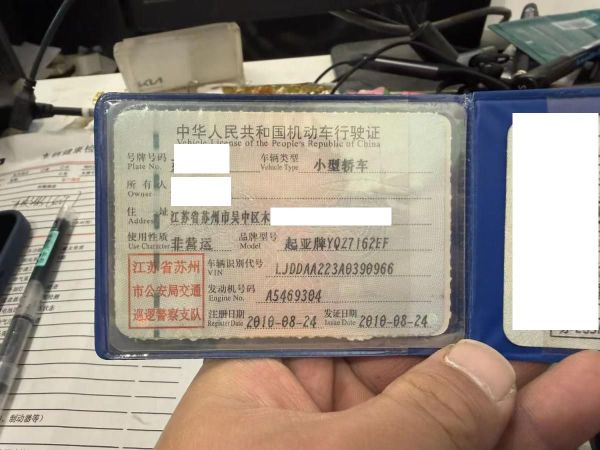 KIA
中华人民共和国机动车行驶证
Vehicle License of the People's Republic of China
号牌号码
Plate No.
车辆类型 小型轿车
Vehicle Type
所有人
Owner
住址 江苏省苏州市吴中区木
Address
使用性质 非营运 品牌型号 起亚牌YQZ7162EF
Use Character Model
江苏省苏州
市公安局交通
巡逻警察支队
车辆识别代号 LJDDAA223A0390966
VIN
发动机号码 A5469304
Engine No.
注册日期 2010-08-24 发证日期 2010-08-24
Register Date Issue Date
、制动器等）